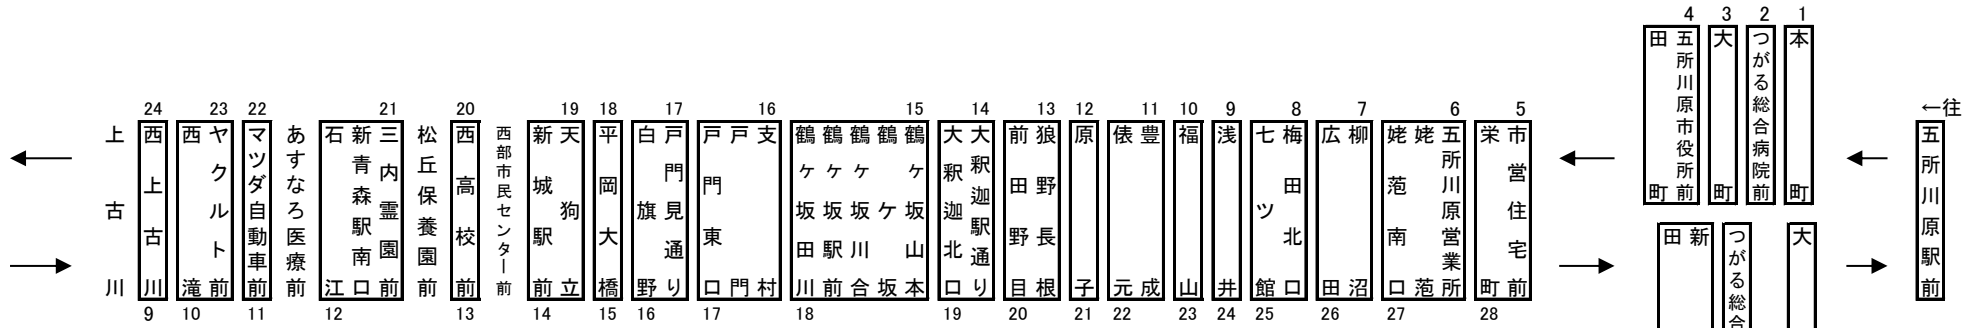 ←往
五所川原駅前
1
本町
2
つがる総合病院前
3
大町
4
五所川原市役所前
田町
大
つがる総合
新
田
5
市営住宅前
栄町
28
6
五所川原営業所
姥萢
姥萢南口
27
7
柳沼
広田
26
8
梅田北口
七ツ館
25
9
浅井
24
10
福山
23
11
豊成
俵元
22
12
原子
21
13
狼野長根
前田野目
20
14
大釈迦駅通り
大釈迦北口
19
15
鶴ヶ坂山本
鶴ケ坂
鶴ヶ坂川合
鶴ヶ坂駅前
鶴ヶ坂田川
18
16
支村
戸門
戸門東口
17
17
戸門見通り
白旗野
16
18
平岡大橋
15
19
天狗立
新城駅前
14
西部市民センター前
20
西高校前
13
松丘保養園前
21
三内霊園前
新青森駅南口
石江
12
あすなろ医療前
22
マツダ自動車前
11
23
ヤクルト前
西滝
10
24
西上古川
9
上古川